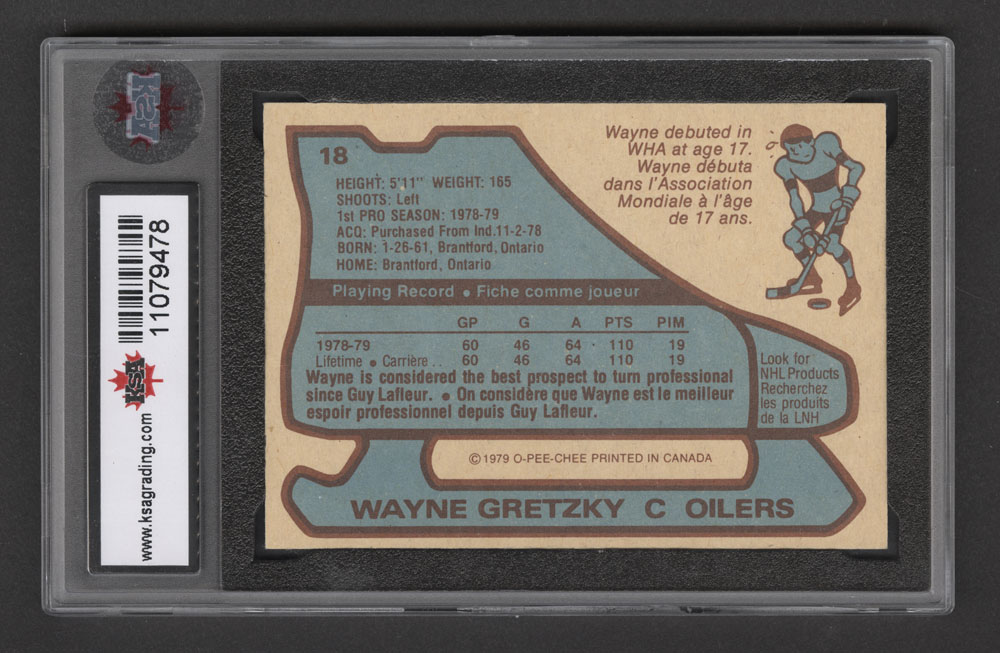 KSA
11079478
KSA
www.ksagrading.com
18
HEIGHT: 5'11" WEIGHT: 165
SHOOTS: Left
1st PRO SEASON: 1978-79
ACQ: Purchased From Ind.11-2-78
BORN: 1-26-61, Brantford, Ontario
HOME: Brantford, Ontario
Wayne debuted in
WHA at age 17.
Wayne débuta
dans l'Association
Mondiale à l'âge
de 17 ans.
Playing Record • Fiche comme joueur
GP G A PTS PIM
1978-79 60 46 64 110 19
Lifetime • Carrière .. 60 46 64 110 19
Wayne is considered the best prospect to turn professional
since Guy Lafleur. • On considère que Wayne est le meilleur
espoir professionnel depuis Guy Lafleur.
Look for
NHL Products
Recherchez
les produits
de la LNH
© 1979 O-PEE-CHEE PRINTED IN CANADA
WAYNE GRETZKY C OILERS